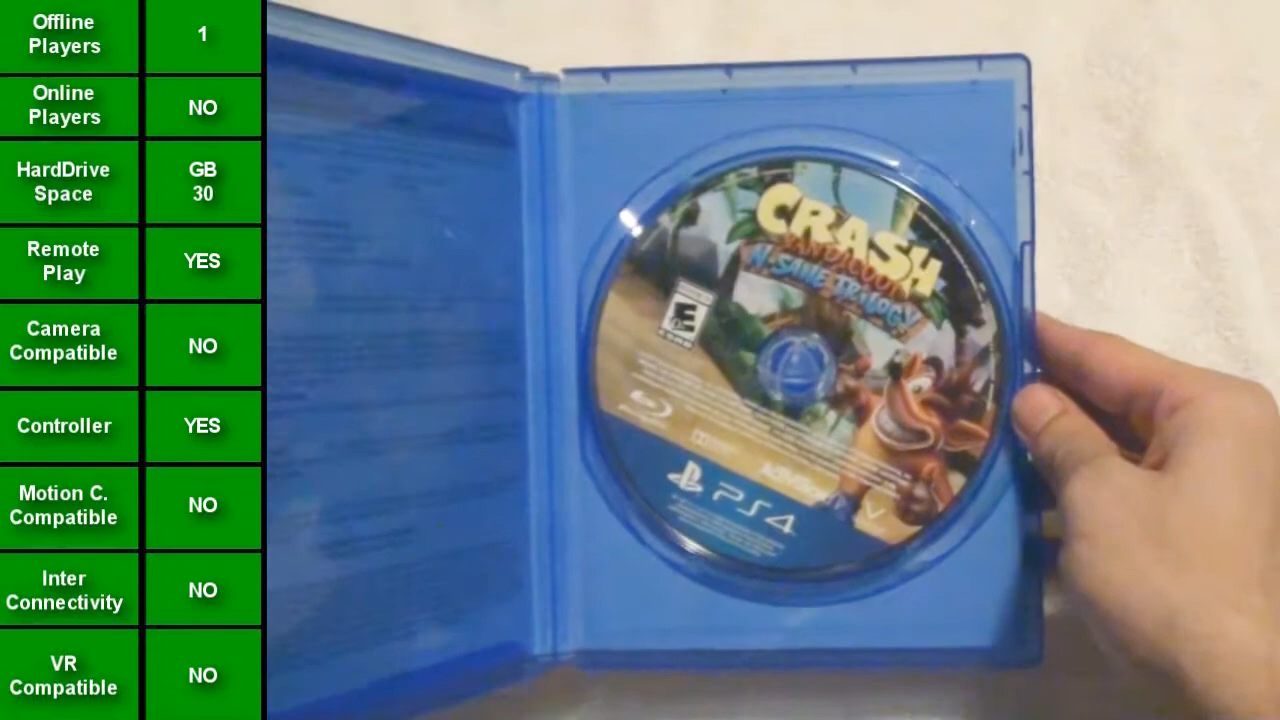 Offline
Players
1
Online
Players
NO
HardDrive
Space
GB
30
Remote
Play
YES
Camera
Compatible
NO
Controller
YES
Motion C.
Compatible
NO
Inter
Connectivity
NO
VR
Compatible
NO
CRASH
BANDICOOT
N. SANE TRILOGY
E
PS4